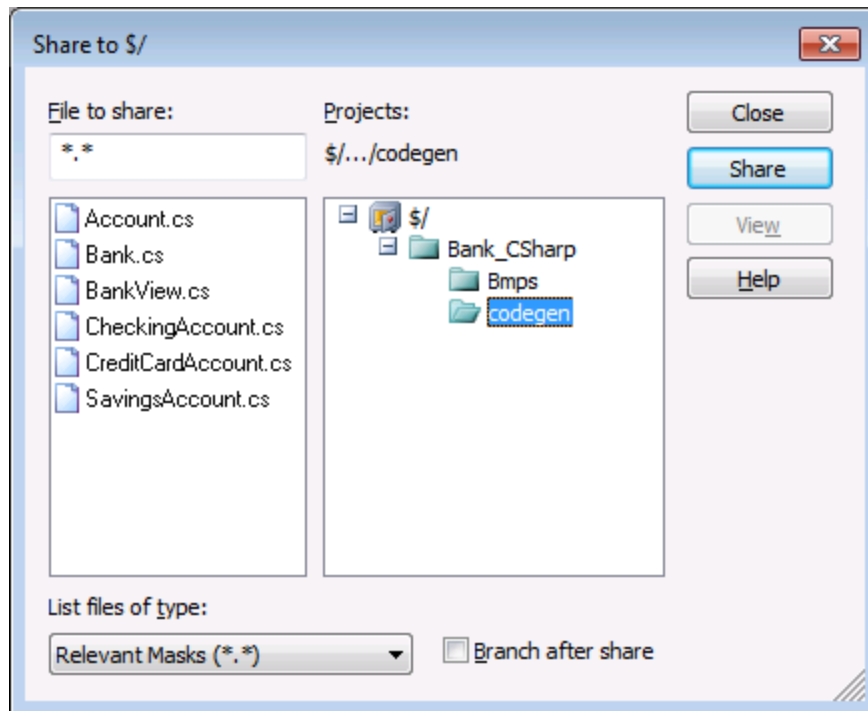 Share to $/
File to share:
*.*
Projects:
$/.../codegen
Close
Share
View
Help
Account.cs
Bank.cs
BankView.cs
CheckingAccount.cs
CreditCardAccount.cs
SavingsAccount.cs
$/
Bank_CSharp
Bmps
codegen
List files of type:
Relevant Masks (*.*)
Branch after share